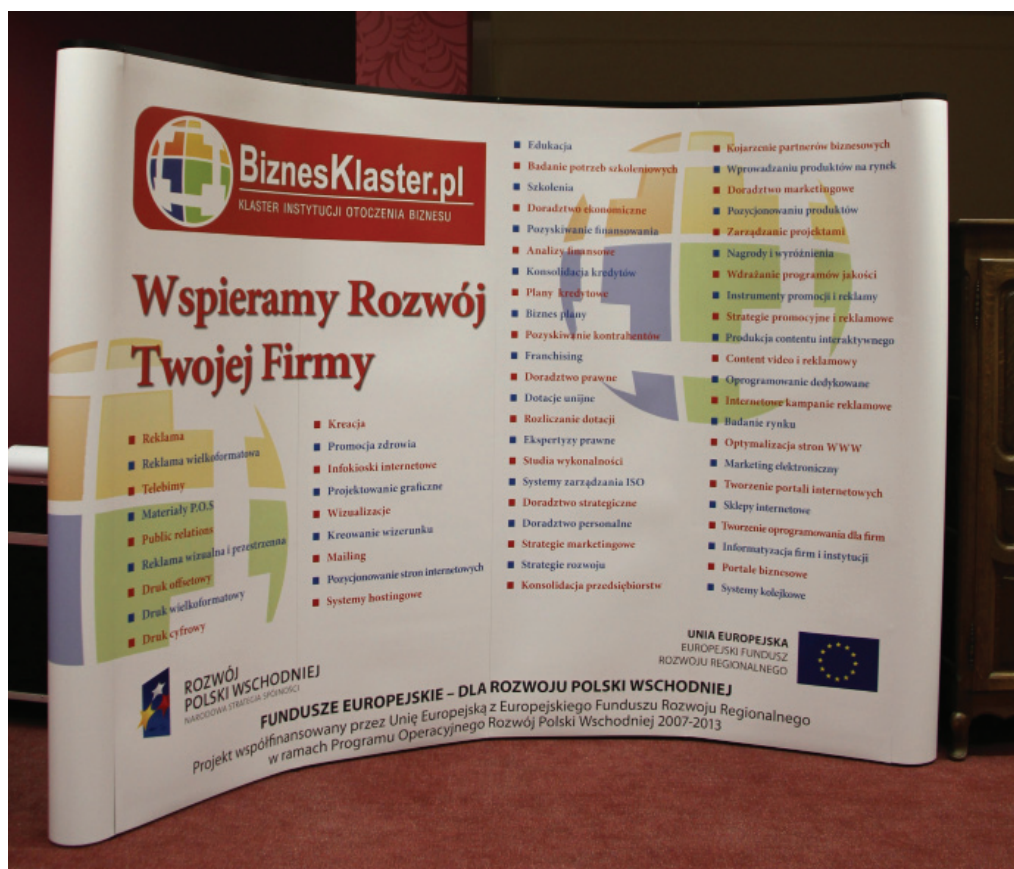 BiznesKlaster.pl
KLASTER INSTYTUCJI OTOCZENIA BIZNESU
Wspieramy Rozwój
Twojej Firmy
Reklama
Reklama wielkoformatowa
Telebimy
Materiały P.O.S
Public relations
Reklama wizualna i przestrzenna
Druk offsetowy
Druk wielkoformatowy
Druk cyfrowy
Kreacja
Promocja zdrowia
Infokioski internetowe
Projektowanie graficzne
Wizualizacje
Kreowanie wizerunku
Mailing
Pozycjonowanie stron internetowych
Systemy hostingowe
Edukacja
Badanie potrzeb szkoleniowych
Szkolenia
Doradztwo ekonomiczne
Pozyskiwanie finansowania
Analizy finansowe
Konsolidacja kredytów
Plany kredytowe
Biznes plany
Pozyskiwanie kontrahentów
Franchising
Doradztwo prawne
Dotacje unijne
Rozliczanie dotacji
Ekspertyzy prawne
Studia wykonalności
Systemy zarządzania ISO
Doradztwo strategiczne
Doradztwo personalne
Strategie marketingowe
Strategie rozwoju
Konsolidacja przedsiębiorstw
Kojarzenie partnerów biznesowych
Wprowadzaniu produktów na rynek
Doradztwo marketingowe
Pozycjonowaniu produktów
Zarządzanie projektami
Nagrody i wyróżnienia
Wdrażanie programów jakości
Instrumenty promocji i reklamy
Strategie promocyjne i reklamowe
Produkcja contentu interaktywnego
Content video i reklamowy
Oprogramowanie dedykowane
Internetowe kampanie reklamowe
Badanie rynku
Optymalizacja stron WWW
Marketing elektroniczny
Tworzenie portali internetowych
Sklepy internetowe
Tworzenie oprogramowania dla firm
Informatyzacja firm i instytucji
Portale biznesowe
Systemy kolejkowe
ROZWÓJ
POLSKI WSCHODNIEJ
NARODOWA STRATEGIA SPÓJNOŚCI
UNIA EUROPEJSKA
EUROPEJSKI FUNDUSZ
ROZWOJU REGIONALNEGO
FUNDUSZE EUROPEJSKIE – DLA ROZWOJU POLSKI WSCHODNIEJ
Projekt współfinansowany przez Unię Europejską z Europejskiego Funduszu Rozwoju Regionalnego
w ramach Programu Operacyjnego Rozwój Polski Wschodniej 2007-2013